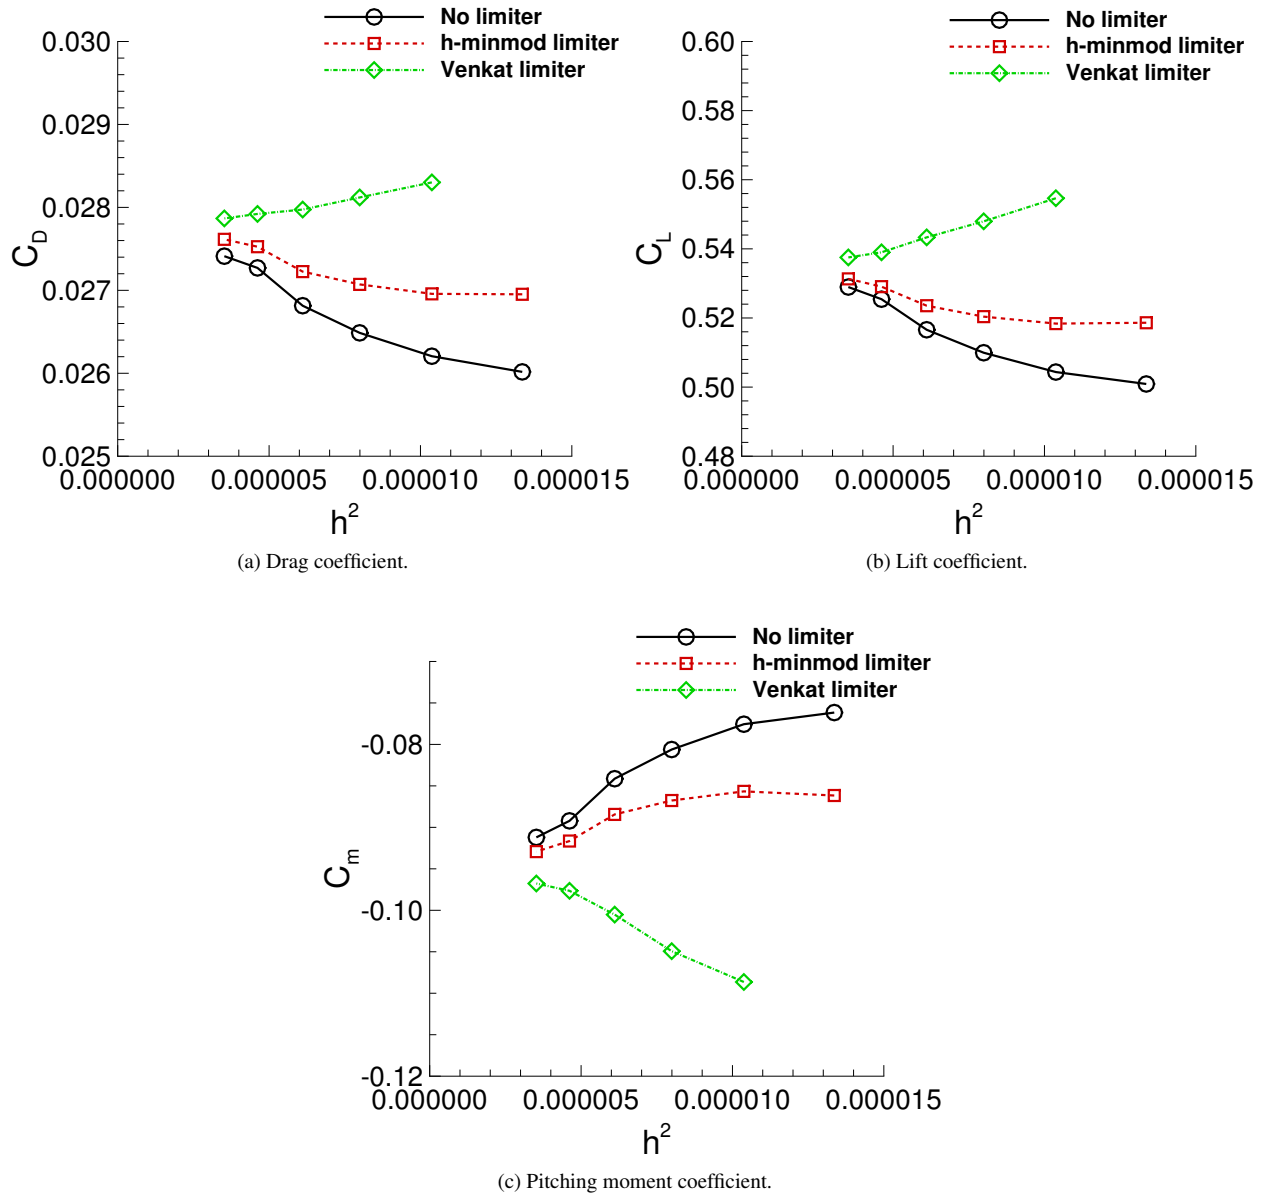 No limiter
h-minmod limiter
Venkat limiter
0.030
0.029
0.028
0.027
0.026
0.025
C_D
0.000000 0.000005 0.000010 0.000015
h²
(a) Drag coefficient.
No limiter
h-minmod limiter
Venkat limiter
0.60
0.58
0.56
0.54
0.52
0.50
0.48
C_L
0.000000 0.000005 0.000010 0.000015
h²
(b) Lift coefficient.
No limiter
h-minmod limiter
Venkat limiter
-0.08
-0.10
-0.12
C_m
0.000000 0.000005 0.000010 0.000015
h²
(c) Pitching moment coefficient.